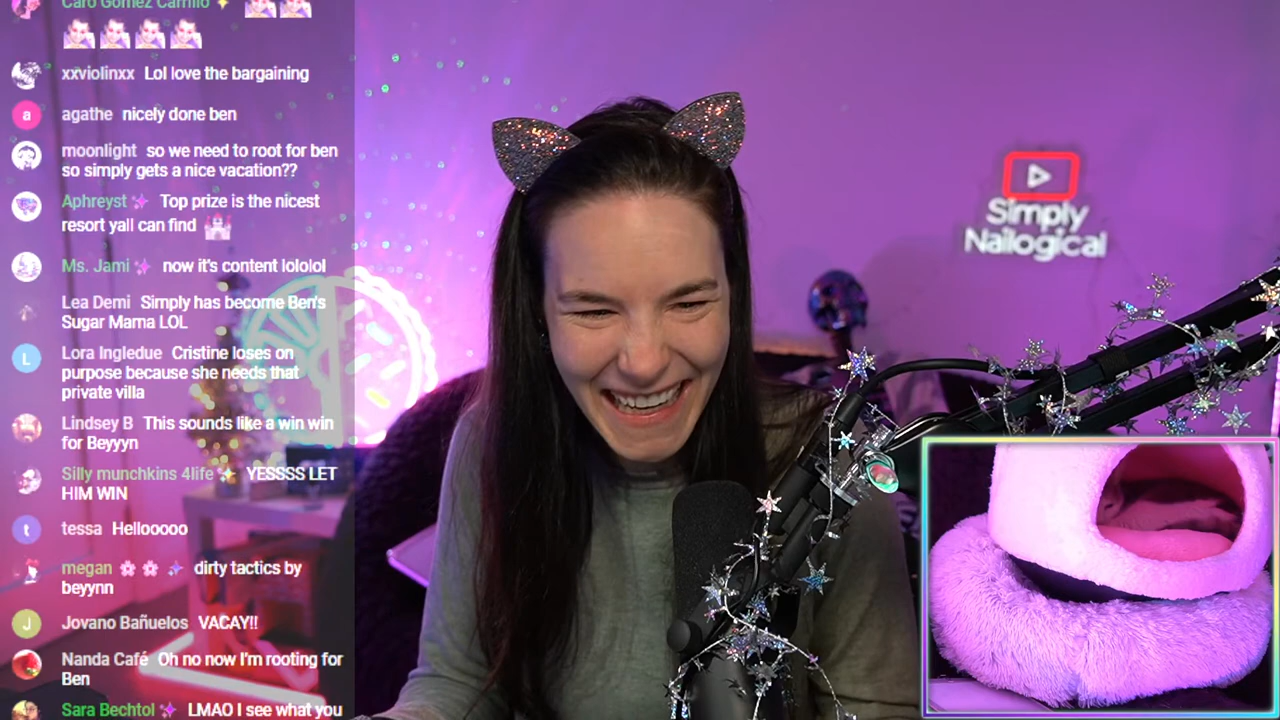 Caro Gomez Carrillo
xxviolinxx Lol love the bargaining
a agathe nicely done ben
moonlight so we need to root for ben
so simply gets a nice vacation??
Aphreyst Top prize is the nicest
resort yall can find
Ms. Jami now it's content lololol
Lea Demi Simply has become Ben's
Sugar Mama LOL
L Lora Ingledue Cristine loses on
purpose because she needs that
private villa
Lindsey B This sounds like a win win
for Beyyyn
Silly munchkins 4life YESSSS LET
HIM WIN
t tessa Hellooooo
megan dirty tactics by
beyynn
J Jovano Bañuelos VACAY!!
Nanda Café Oh no now I'm rooting for
Ben
Sara Bechtol LMAO I see what you
Simply
Nailogical